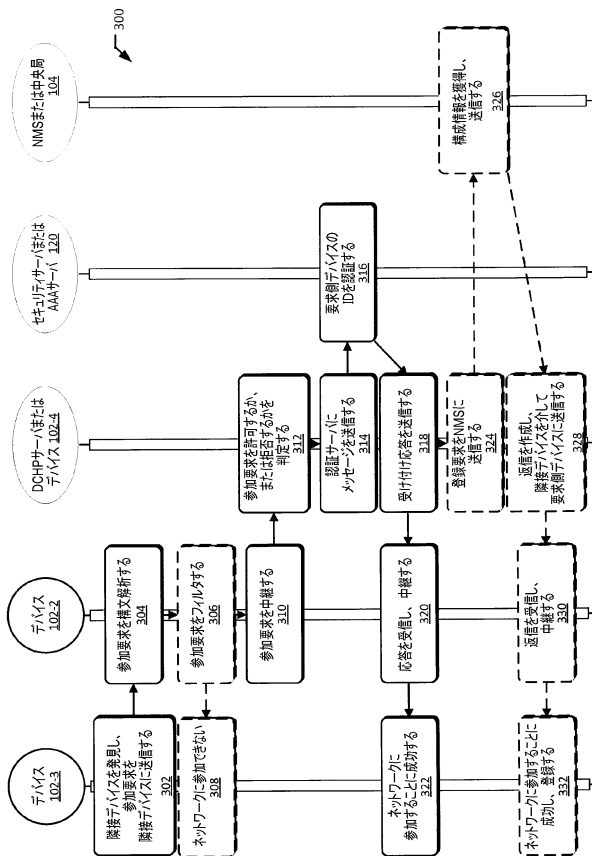 300
デバイス
102-3
デバイス
102-2
DCHPサーバまたは
デバイス 102-4
セキュリティサーバまたは
AAAサーバ 120
NMSまたは中央局
104
隣接デバイスを発見し、
参加要求を
隣接デバイスに送信する
302
参加要求を構文解析する
304
参加要求をフィルタする
306
ネットワークに参加できない
308
参加要求を中継する
310
参加要求を許可するか、
または拒否するかを
判定する
312
認証サーバに
メッセージを送信する
314
要求側デバイスの
IDを認証する
316
受け付け応答を送信する
318
応答を受信し、中継する
320
ネットワークに
参加することに成功する
322
登録要求をNMSに
送信する
324
構成情報を獲得し、
送信する
326
返信を作成し、
隣接デバイスを介して
要求側デバイスに送信する
328
返信を受信し、
中継する
330
ネットワークに参加することに
成功し、登録する
332